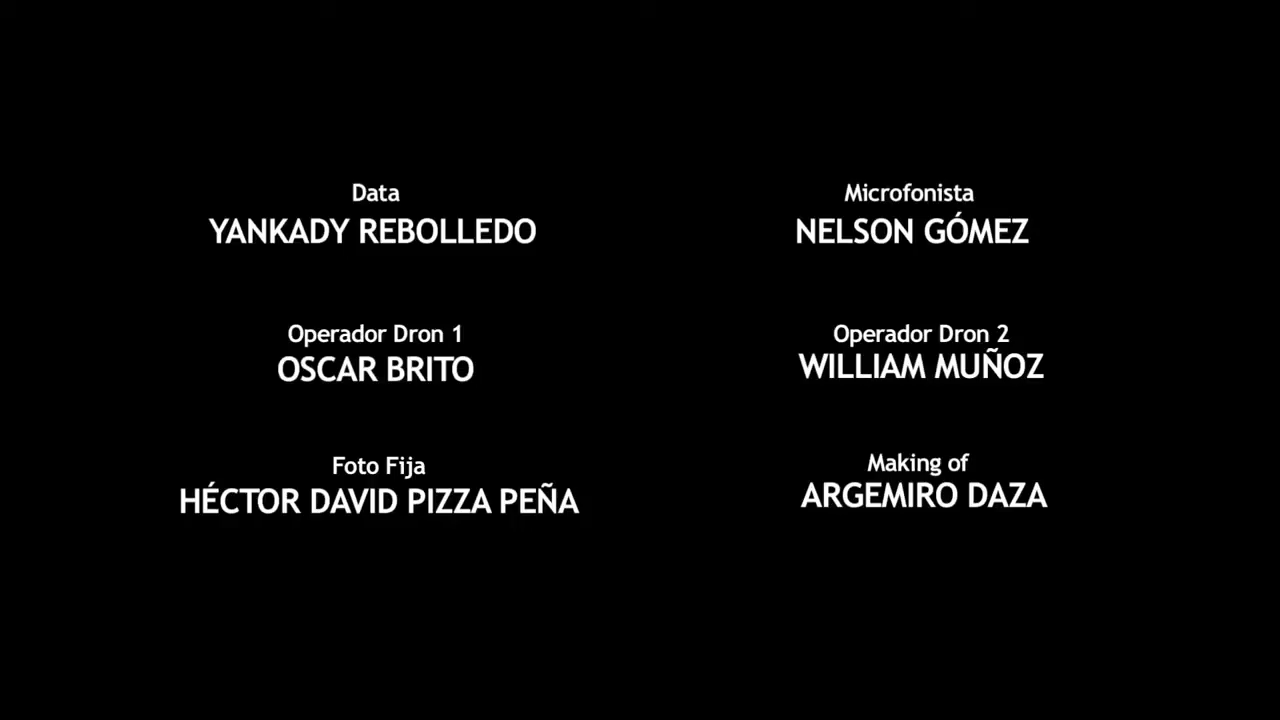 Data
YANKADY REBOLLEDO
Microfonista
NELSON GÓMEZ
Operador Dron 1
OSCAR BRITO
Operador Dron 2
WILLIAM MUÑOZ
Foto Fija
HÉCTOR DAVID PIZZA PEÑA
Making of
ARGEMIRO DAZA